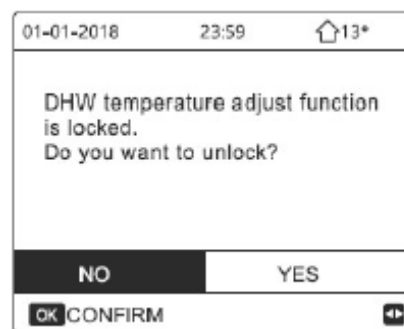 01-01-2018 23:59 13°
DHW temperature adjust function
is locked.
Do you want to unlock?
NO YES
OK CONFIRM